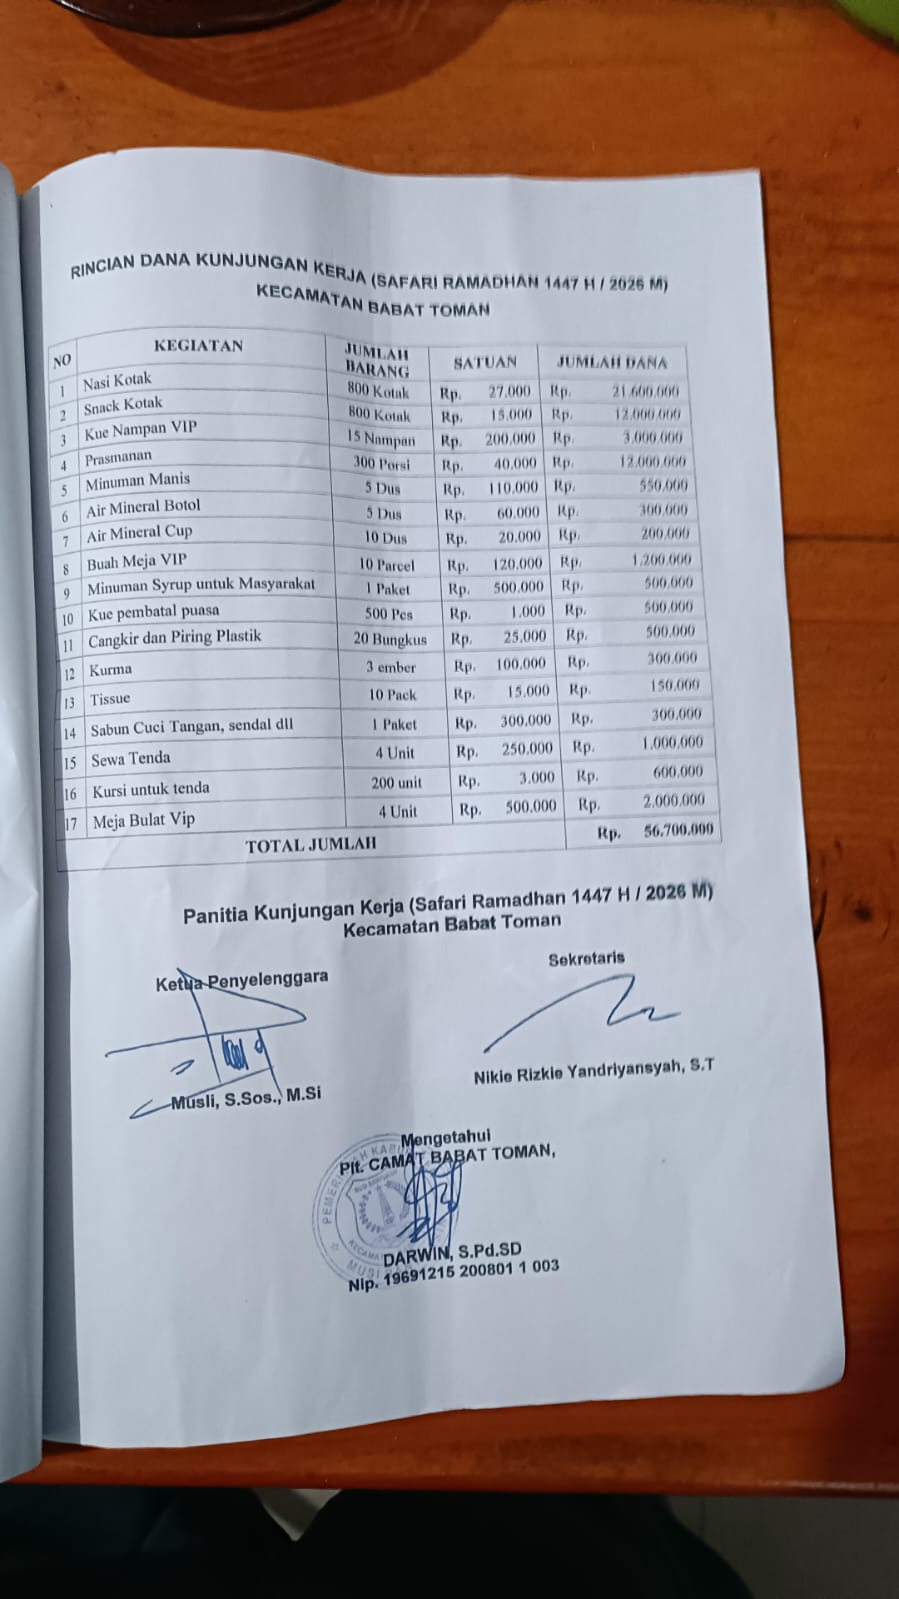 RINCIAN DANA KUNJUNGAN KERJA (SAFARI RAMADHAN 1447 H / 2026 M)
KECAMATAN BABAT TOMAN
NO KEGIATAN JUMLAH BARANG SATUAN JUMLAH DANA
1 Nasi Kotak 800 Kotak Rp. 27.000 Rp. 21.600.000
2 Snack Kotak 800 Kotak Rp. 15.000 Rp. 12.000.000
3 Kue Nampan VIP 15 Nampan Rp. 200.000 Rp. 3.000.000
4 Prasmanan 300 Porsi Rp. 40.000 Rp. 12.000.000
5 Minuman Manis 5 Dus Rp. 110.000 Rp. 550.000
6 Air Mineral Botol 5 Dus Rp. 60.000 Rp. 300.000
7 Air Mineral Cup 10 Dus Rp. 20.000 Rp. 200.000
8 Buah Meja VIP 10 Parcel Rp. 120.000 Rp. 1.200.000
9 Minuman Syrup untuk Masyarakat 1 Paket Rp. 500.000 Rp. 500.000
10 Kue pembatal puasa 500 Pcs Rp. 1.000 Rp. 500.000
11 Cangkir dan Piring Plastik 20 Bungkus Rp. 25.000 Rp. 500.000
12 Kurma 3 ember Rp. 100.000 Rp. 300.000
13 Tissue 10 Pack Rp. 15.000 Rp. 150.000
14 Sabun Cuci Tangan, sendal dll 1 Paket Rp. 300.000 Rp. 300.000
15 Sewa Tenda 4 Unit Rp. 250.000 Rp. 1.000.000
16 Kursi untuk tenda 200 unit Rp. 3.000 Rp. 600.000
17 Meja Bulat Vip 4 Unit Rp. 500.000 Rp. 2.000.000
TOTAL JUMLAH Rp. 56.700.000
Panitia Kunjungan Kerja (Safari Ramadhan 1447 H / 2026 M)
Kecamatan Babat Toman
Ketua Penyelenggara
Musli, S.Sos., M.Si
Sekretaris
Nikie Rizkie Yandriyansyah, S.T
Mengetahui
Plt. CAMAT BABAT TOMAN,
DARWIN, S.Pd.SD
Nip. 19691215 200801 1 003